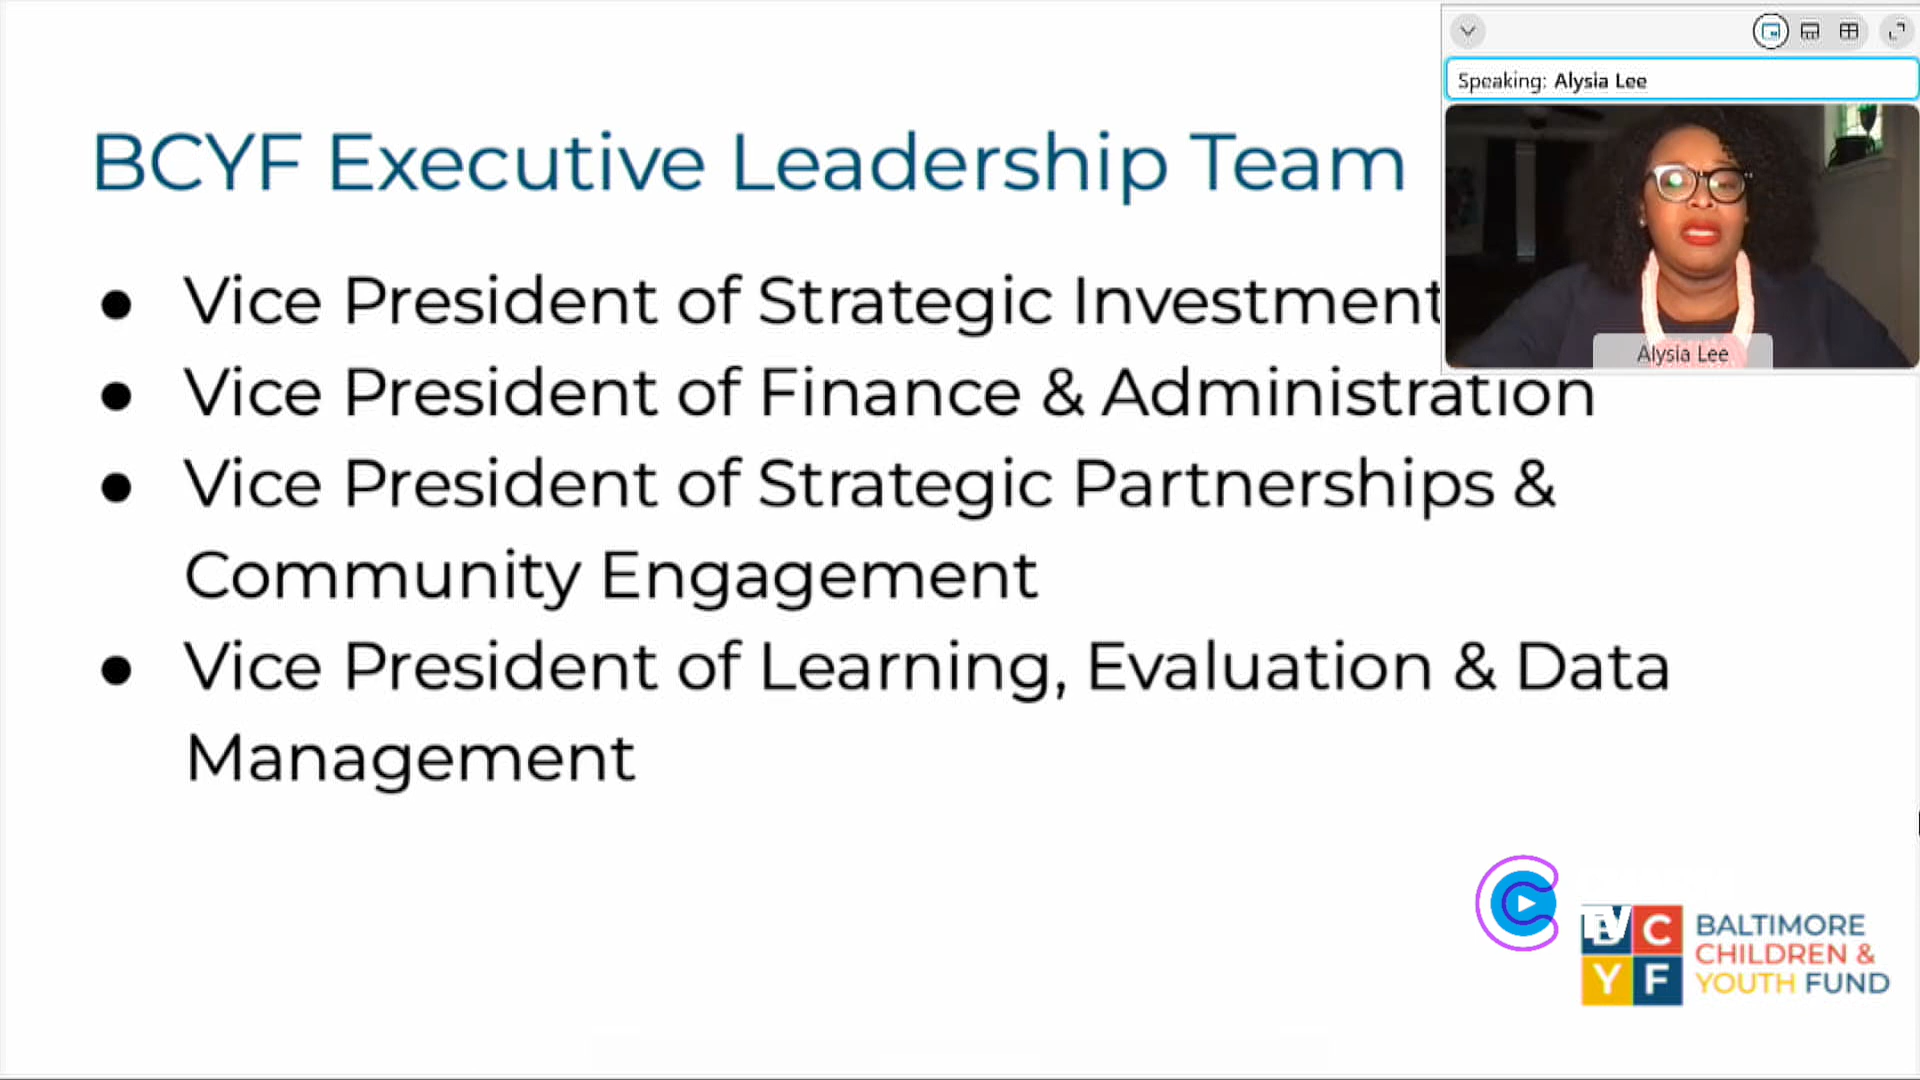 Speaking: Alysia Lee
BCYF Executive Leadership Team
Vice President of Strategic Investment
Alysia Lee
Vice President of Finance & Administration
Vice President of Strategic Partnerships &
Community Engagement
Vice President of Learning, Evaluation & Data
Management
C
Y F
BALTIMORE
CHILDREN &
YOUTH FUND